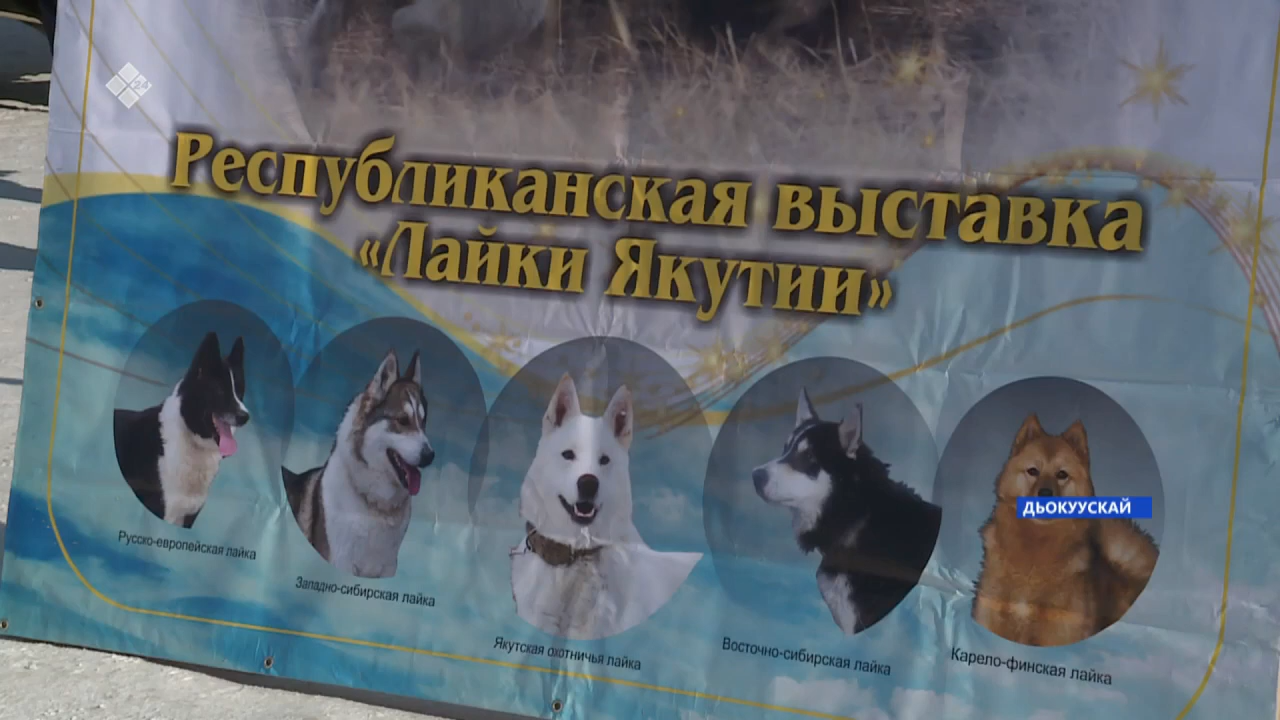 24
Республиканская выставка
«Лайки Якутии»
ДЬОКУУСКАЙ
Русско-европейская лайка
Западно-сибирская лайка
Якутская охотничья лайка
Восточно-сибирская лайка
Карело-финская лайка